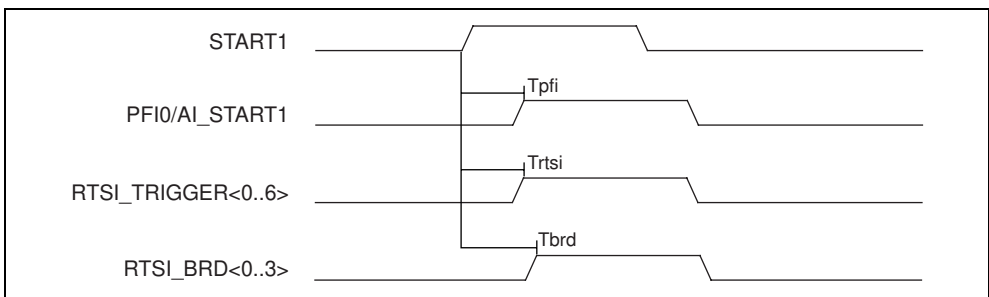 START1
Tpfi
PFI0/AI_START1
Trtsi
RTSI_TRIGGER<0..6>
Tbrd
RTSI_BRD<0..3>